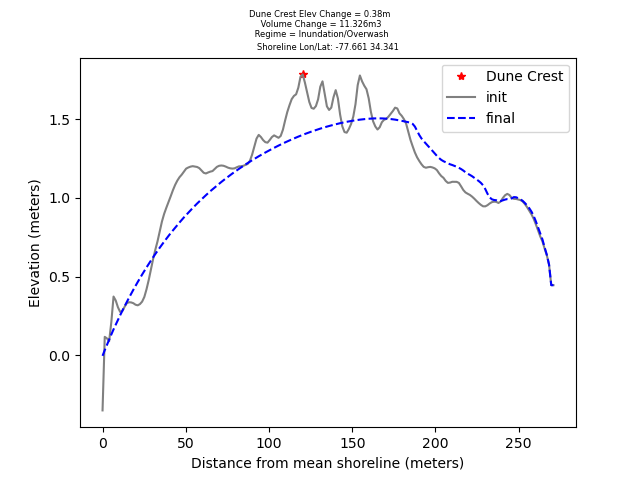 Dune Crest Elev Change = 0.38m
Volume Change = 11.326m3
Regime = Inundation/Overwash
Shoreline Lon/Lat: -77.661 34.341
Dune Crest
init
final
1.5
1.0
0.5
0.0
Elevation (meters)
0
50
100
150
200
250
Distance from mean shoreline (meters)